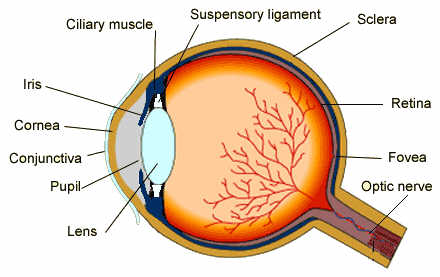 Ciliary muscle
Suspensory ligament
Sclera
Iris
Retina
Cornea
Conjunctiva
Fovea
Pupil
Optic nerve
Lens